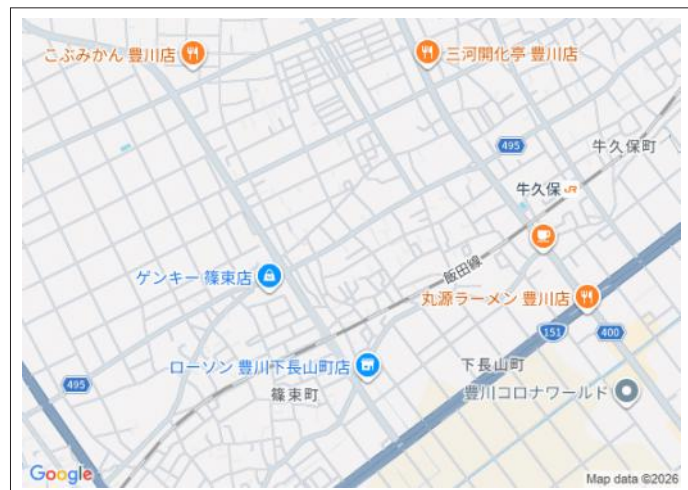 こぶみかん 豊川店
三河開化亭 豊川店
495
牛久保町
牛久保 JR
飯田線
ゲンキー 篠束店
丸源ラーメン 豊川店
151
400
ローソン 豊川下長山町店
下長山町
495
篠束町
豊川コロナワールド
Google
Map data ©2026